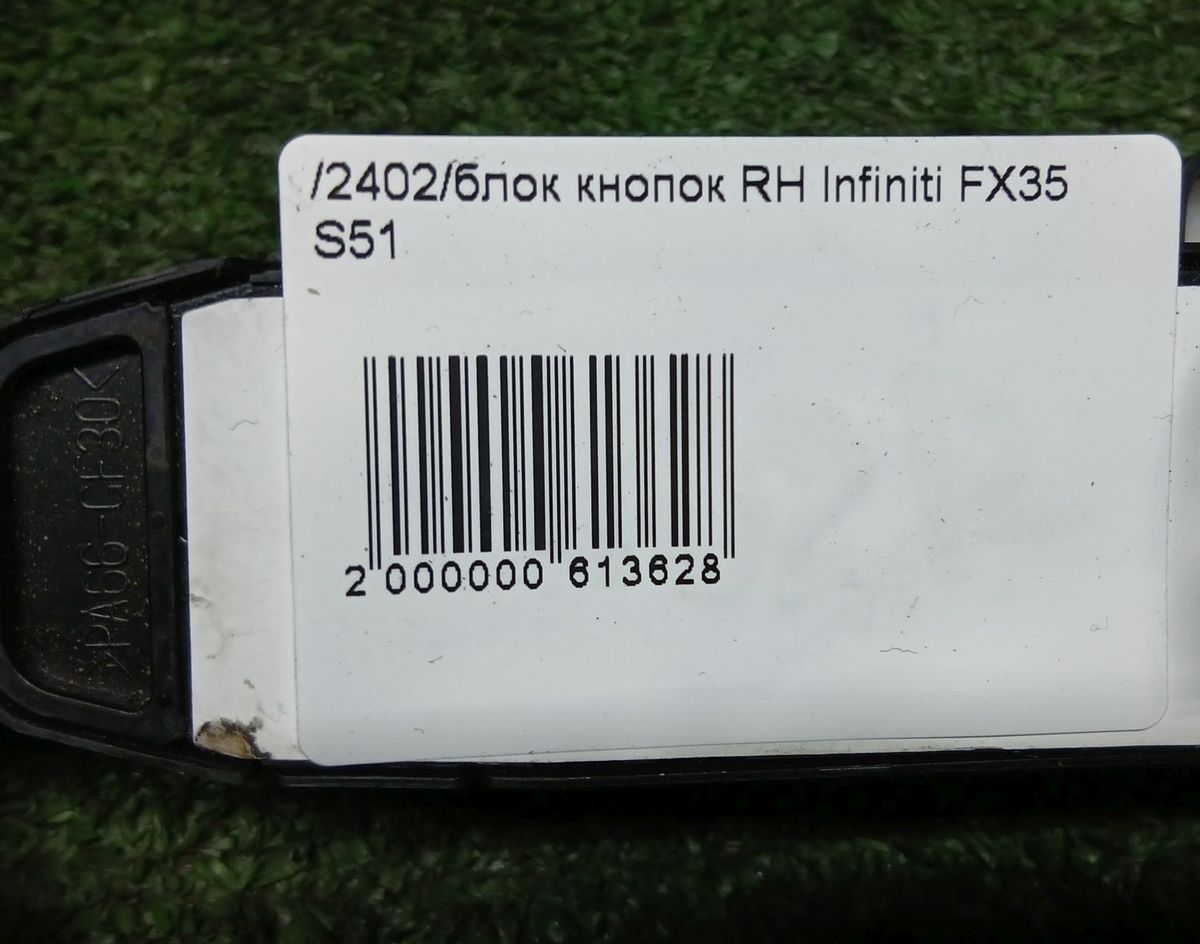 /2402/блок кнопок RH Infiniti FX35
S51
2 000000 613628
>PA66-GF30<